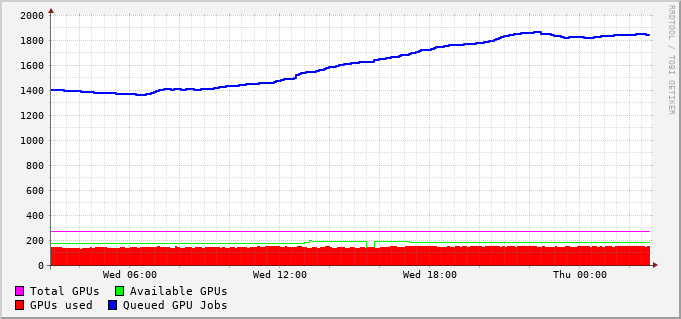 2000
1800
1600
1400
1200
1000
800
600
400
200
0
Wed 06:00 Wed 12:00 Wed 18:00 Thu 00:00
Total GPUs Available GPUs
GPUs used Queued GPU Jobs
RRDTOOL / TOBI OETIKER